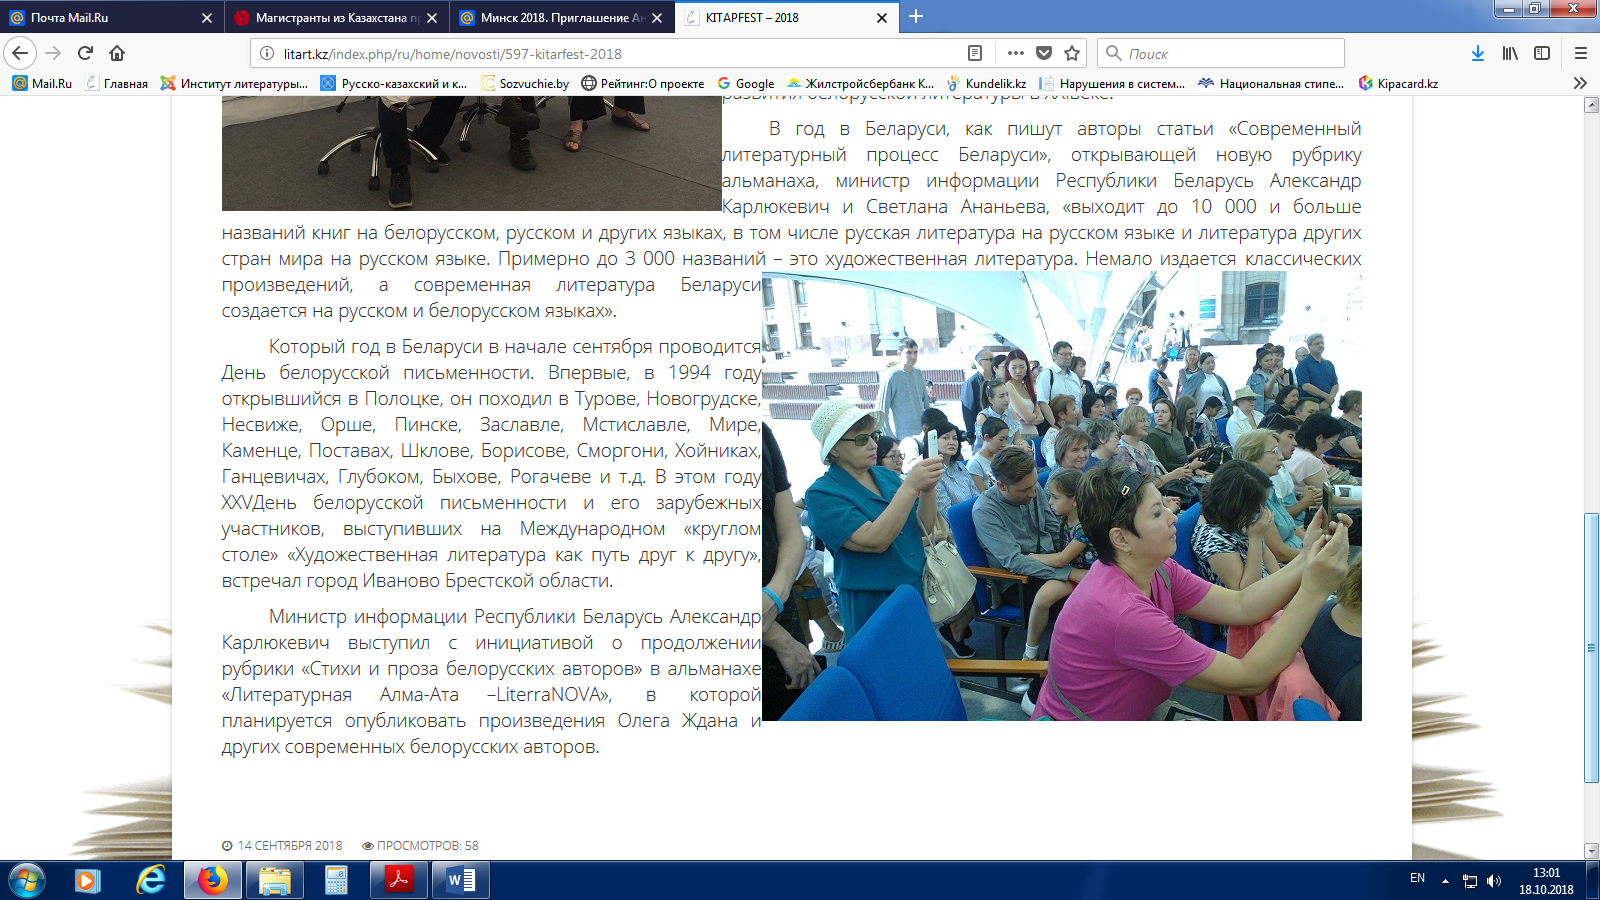 Почта Mail.Ru
Магистранты из Казахстана п
Минск 2018. Приглашение Ан
KITAPFEST – 2018
litart.kz/index.php/ru/home/novosti/597-kitarfest-2018
Поиск
Mail.Ru
Главная
Институт литературы...
Русско-казахский и к...
Sozvuchie.by
Рейтинг:О проекте
Google
Жилстройсбербанк К...
Kundelik.kz
Нарушения в систем...
Национальная стипе...
Kipacard.kz
развития белорусской литературы в XXIвеке.
В год в Беларуси, как пишут авторы статьи «Современный
литературный процесс Беларуси», открывающей новую рубрику
альманаха, министр информации Республики Беларусь Александр
Карлюкевич и Светлана Ананьева, «выходит до 10 000 и больше
названий книг на белорусском, русском и других языках, в том числе русская литература на русском языке и литература других
стран мира на русском языке. Примерно до 3 000 названий – это художественная литература. Немало издается классических
произведений, а современная литература Беларуси
создается на русском и белорусском языках».
Который год в Беларуси в начале сентября проводится
День белорусской письменности. Впервые, в 1994 году
открывшийся в Полоцке, он походил в Турове, Новогрудске,
Несвиже, Орше, Пинске, Заславле, Мстиславле, Мире,
Каменце, Поставах, Шклове, Борисове, Сморгони, Хойниках,
Ганцевичах, Глубоком, Быхове, Рогачеве и т.д. В этом году
XXVДень белорусской письменности и его зарубежных
участников, выступивших на Международном «круглом
столе» «Художественная литература как путь друг к другу»,
встречал город Иваново Брестской области.
Министр информации Республики Беларусь Александр
Карлюкевич выступил с инициативой о продолжении
рубрики «Стихи и проза белорусских авторов» в альманахе
«Литературная Алма-Ата –LiterraNOVA», в которой
планируется опубликовать произведения Олега Ждана и
других современных белорусских авторов.
14 СЕНТЯБРЯ 2018
ПРОСМОТРОВ: 58
EN
13:01
18.10.2018